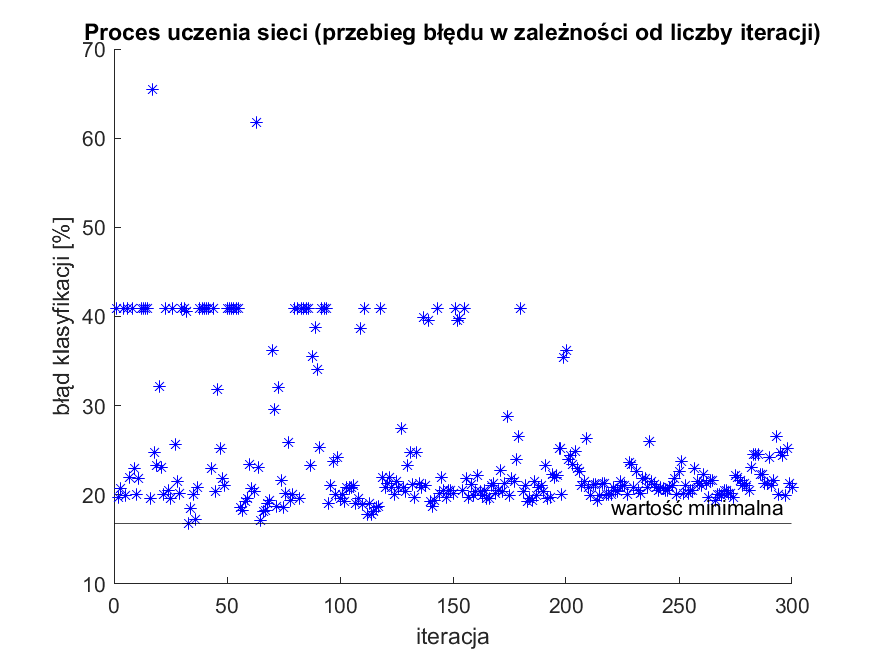 Proces uczenia sieci (przebieg błędu w zależności od liczby iteracji)
70
60
50
40
30
20
10
błąd klasyfikacji [%]
wartość minimalna
0 50 100 150 200 250 300
iteracja